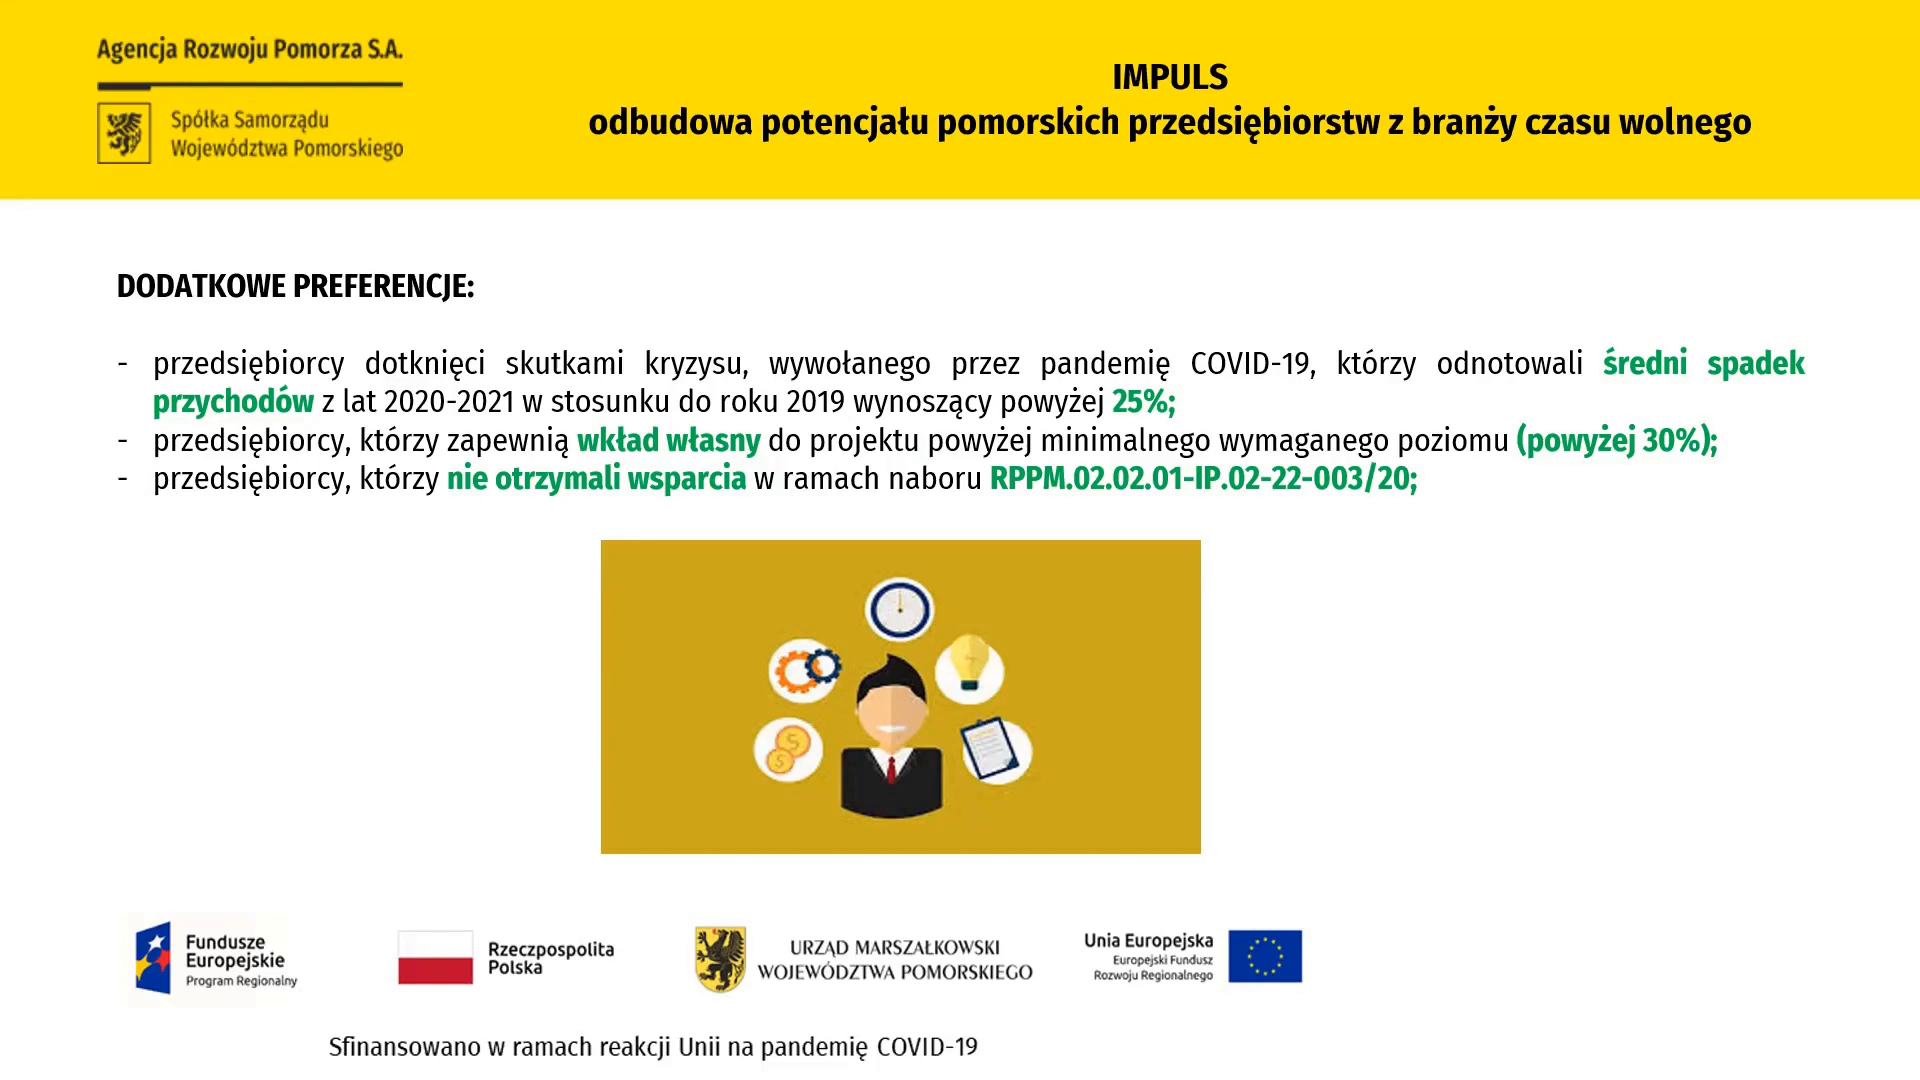 Agencja Rozwoju Pomorza S.A.
Spółka Samorządu
Województwa Pomorskiego
IMPULS
odbudowa potencjału pomorskich przedsiębiorstw z branży czasu wolnego
DODATKOWE PREFERENCJE:
- przedsiębiorcy dotknięci skutkami kryzysu, wywołanego przez pandemię COVID-19, którzy odnotowali średni spadek
przychodów z lat 2020-2021 w stosunku do roku 2019 wynoszący powyżej 25%;
- przedsiębiorcy, którzy zapewnią wkład własny do projektu powyżej minimalnego wymaganego poziomu (powyżej 30%);
- przedsiębiorcy, którzy nie otrzymali wsparcia w ramach naboru RPPM.02.02.01-IP.02-22-003/20;
Fundusze
Europejskie
Program Regionalny
Rzeczpospolita
Polska
URZĄD MARSZAŁKOWSKI
WOJEWÓDZTWA POMORSKIEGO
Unia Europejska
Europejski Fundusz
Rozwoju Regionalnego
Sfinansowano w ramach reakcji Unii na pandemię COVID-19